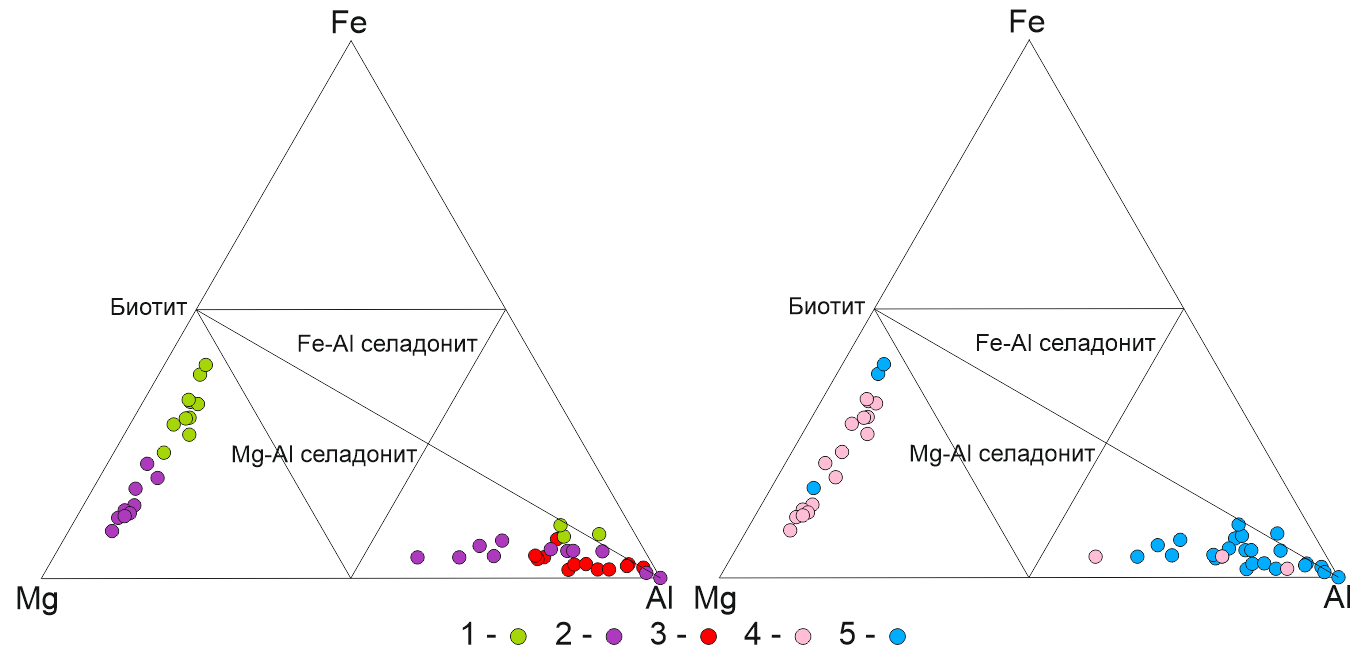 Fe
Fe
Биотит
Биотит
Fe-Al селадонит
Fe-Al селадонит
Mg-Al селадонит
Mg-Al селадонит
Mg
Al
Mg
Al
1 - 2 - 3 - 4 - 5 -